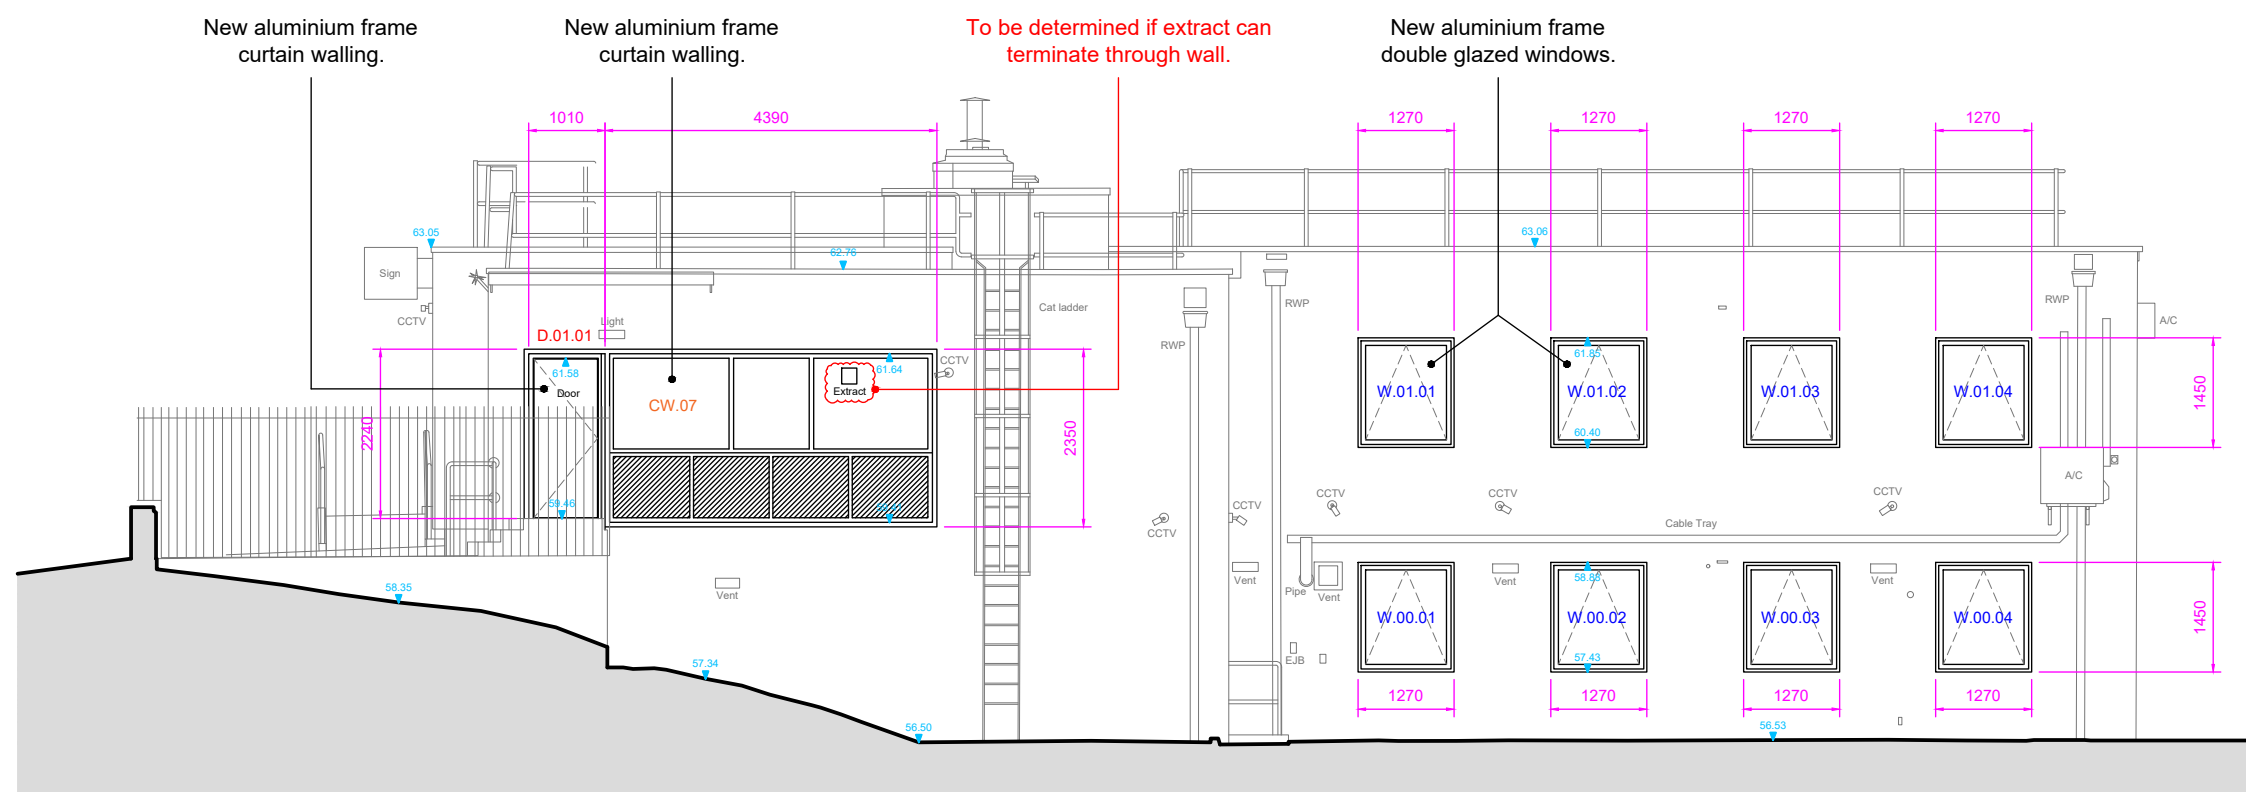 New aluminium frame
curtain walling.
New aluminium frame
curtain walling.
To be determined if extract can
terminate through wall.
New aluminium frame
double glazed windows.
1010
4390
1270
1270
1270
1270
63.05
62.76
63.06
Sign
CCTV
Light
Cat ladder
RWP
RWP
RWP
A/C
D.01.01
61.58
Door
CW.07
Extract
61.64
CCTV
W.01.01
61.85
W.01.02
60.40
W.01.03
W.01.04
1450
2240
2350
59.46
CCTV
CCTV
CCTV
CCTV
CCTV
A/C
Cable Tray
58.35
Vent
Vent
Pipe
Vent
Vent
Vent
58.88
W.00.01
W.00.02
W.00.03
W.00.04
1450
57.43
EJB
57.34
1270
1270
1270
1270
56.50
56.53